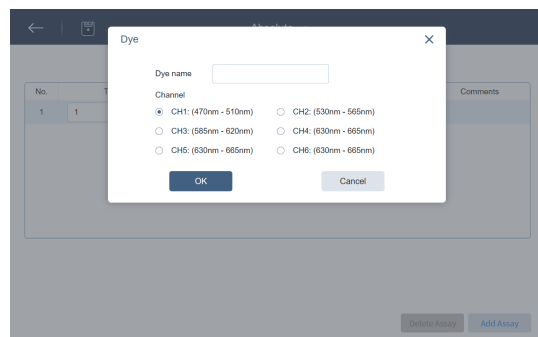 Dye
Dye name
Channel
CH1: (470nm - 510nm) CH2: (530nm - 565nm)
CH3: (585nm - 620nm) CH4: (630nm - 665nm)
CH5: (630nm - 665nm) CH6: (630nm - 665nm)
OK Cancel
No. T Comments
1 1
Delete Assay Add Assay